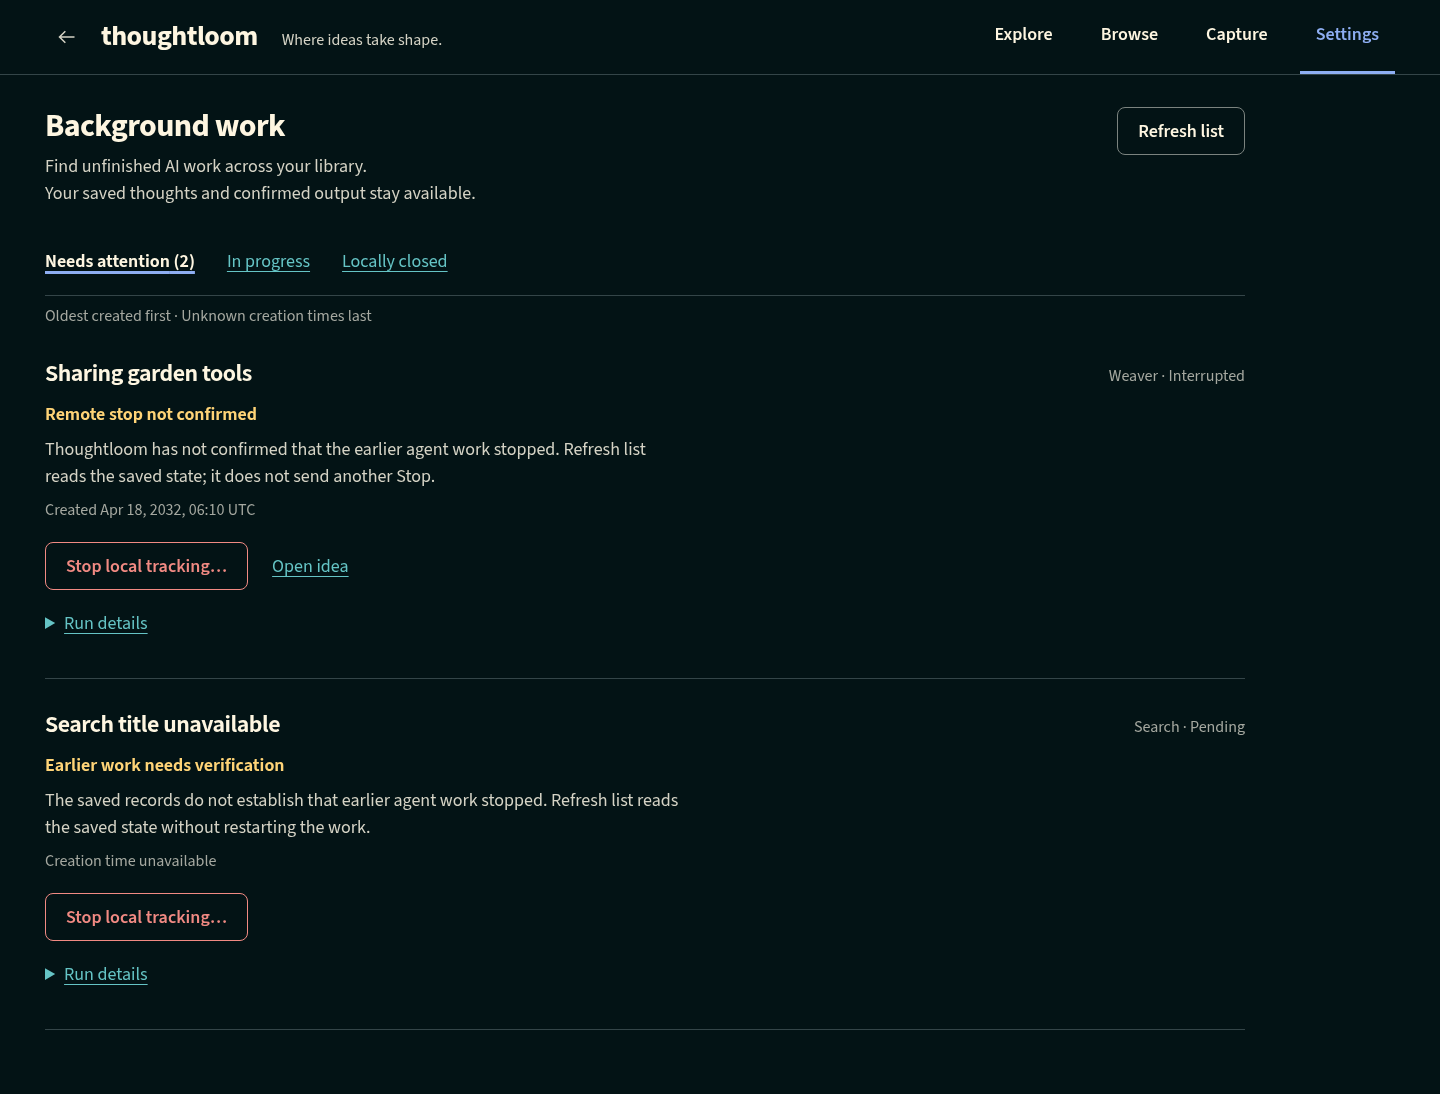 thoughtloom
Where ideas take shape.
Explore
Browse
Capture
Settings
Background work
Refresh list
Find unfinished AI work across your library.
Your saved thoughts and confirmed output stay available.
Needs attention (2)
In progress
Locally closed
Oldest created first · Unknown creation times last
Sharing garden tools
Weaver · Interrupted
Remote stop not confirmed
Thoughtloom has not confirmed that the earlier agent work stopped. Refresh list
reads the saved state; it does not send another Stop.
Created Apr 18, 2032, 06:10 UTC
Stop local tracking…
Open idea
Run details
Search title unavailable
Search · Pending
Earlier work needs verification
The saved records do not establish that earlier agent work stopped. Refresh list reads
the saved state without restarting the work.
Creation time unavailable
Stop local tracking…
Run details